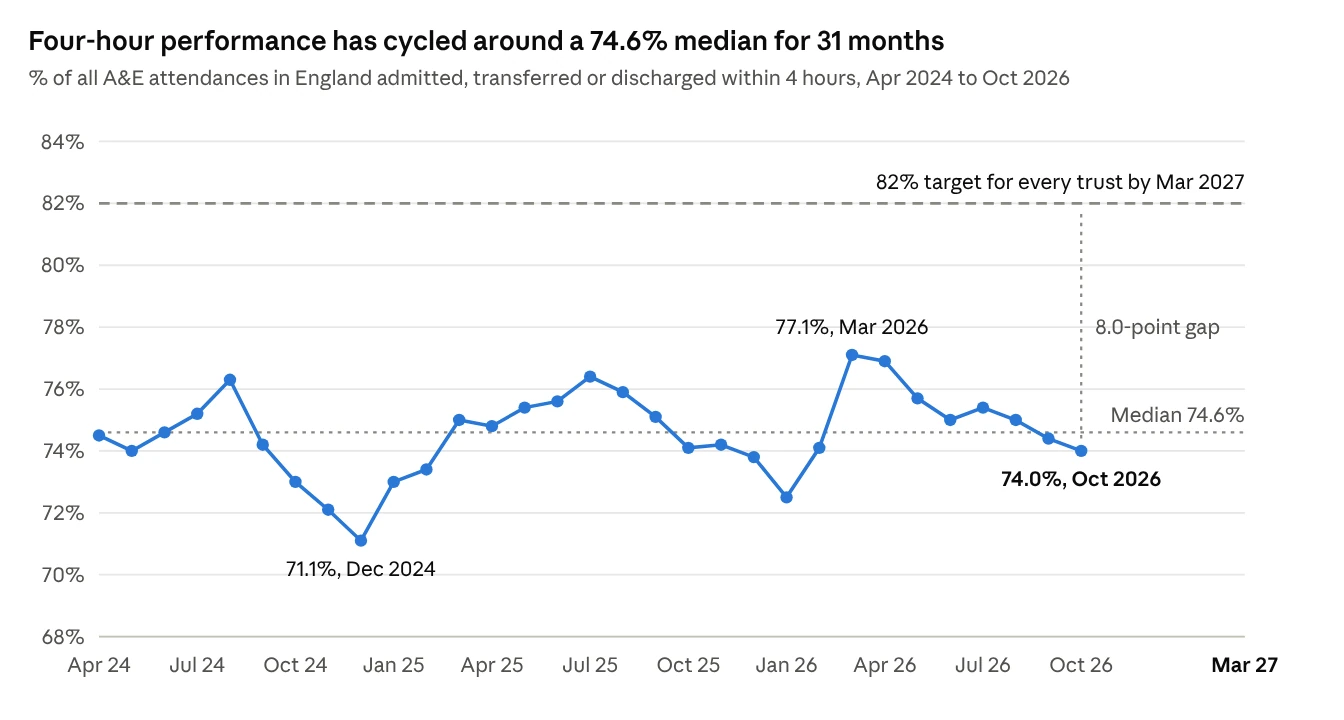 Four-hour performance has cycled around a 74.6% median for 31 months
% of all A&E attendances in England admitted, transferred or discharged within 4 hours, Apr 2024 to Oct 2026
84%
82% target for every trust by Mar 2027
82%
80%
78%
77.1%, Mar 2026
8.0-point gap
76%
Median 74.6%
74%
74.0%, Oct 2026
72%
71.1%, Dec 2024
70%
68%
Apr 24 Jul 24 Oct 24 Jan 25 Apr 25 Jul 25 Oct 25 Jan 26 Apr 26 Jul 26 Oct 26 Mar 27